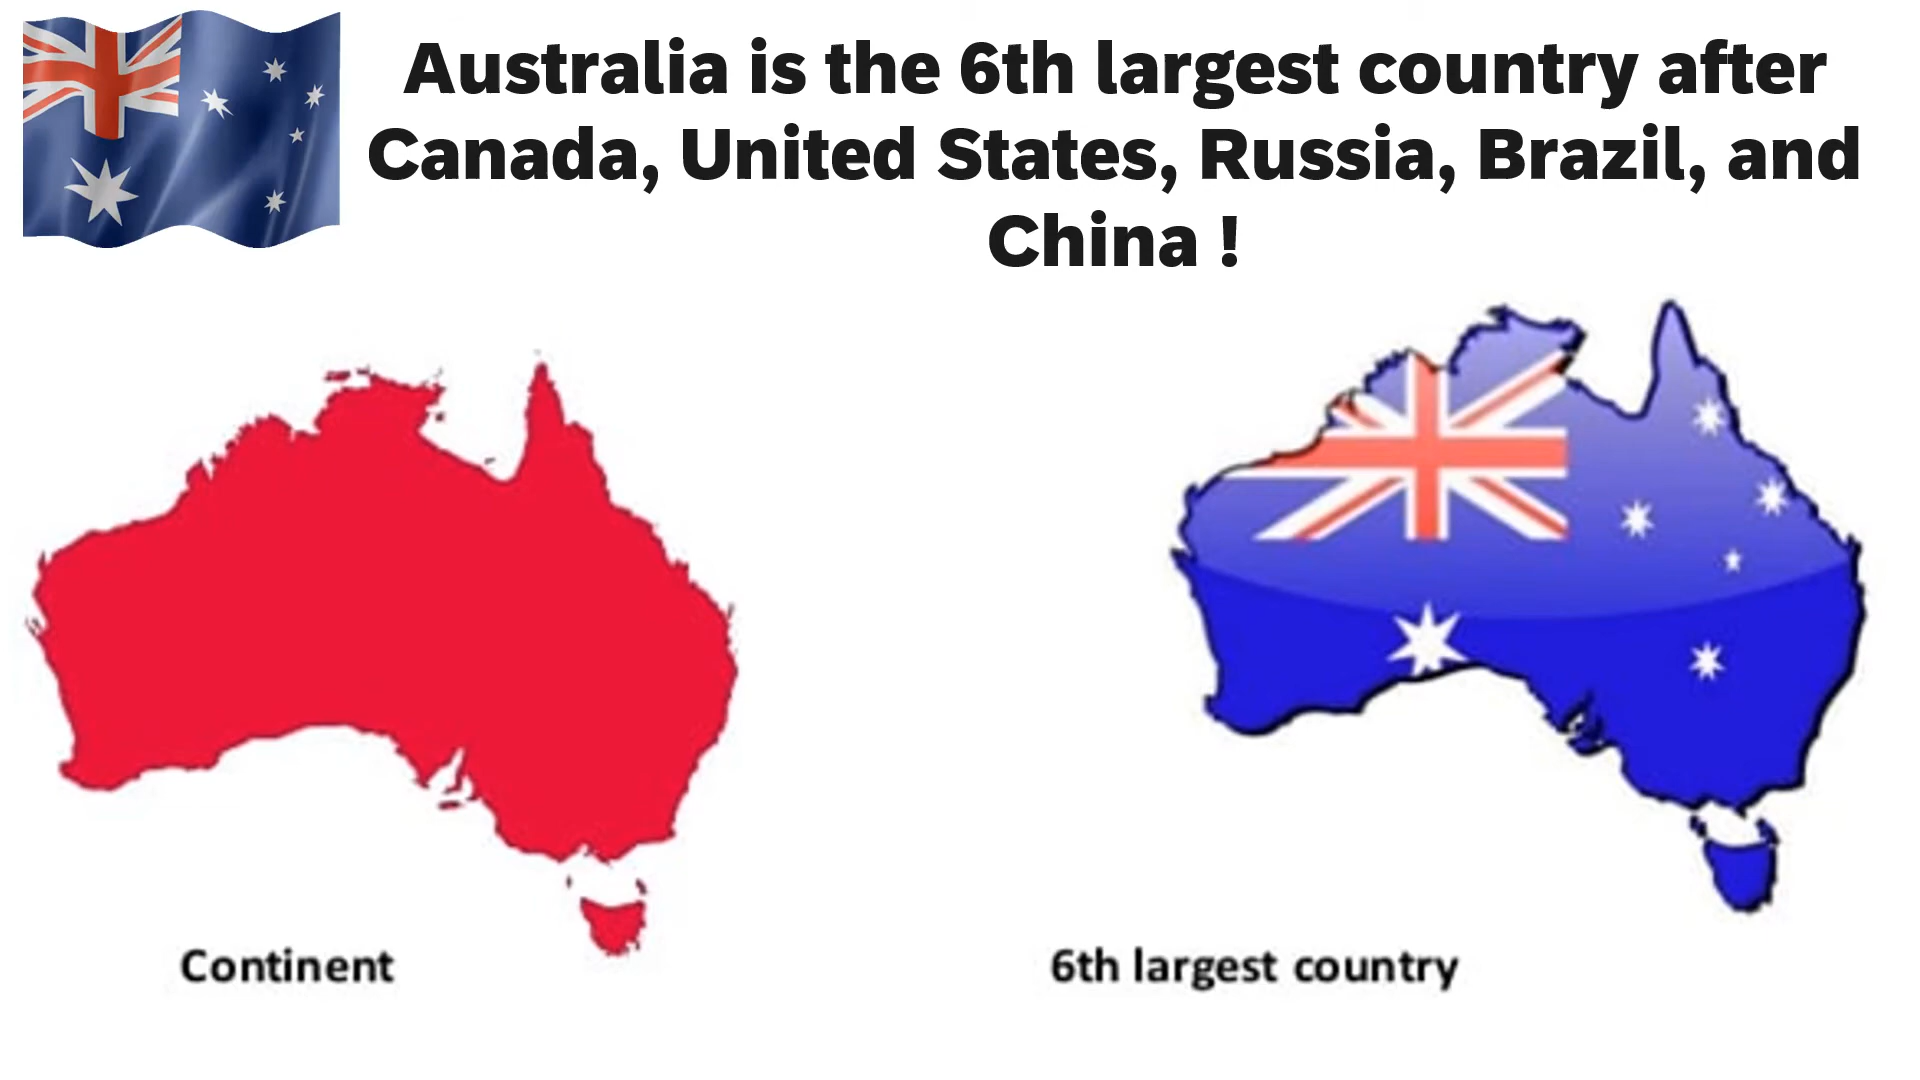 Australia is the 6th largest country after
Canada, United States, Russia, Brazil, and
China !
Continent
6th largest country